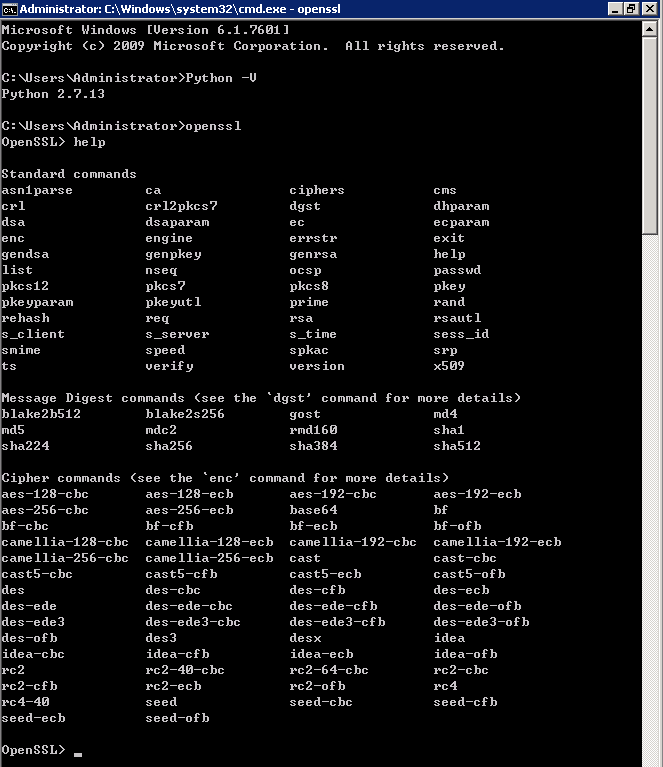 Administrator: C:\Windows\system32\cmd.exe - openssl
Microsoft Windows [Version 6.1.7601]
Copyright (c) 2009 Microsoft Corporation.  All rights reserved.
C:\Users\Administrator>Python -V
Python 2.7.13
C:\Users\Administrator>openssl
OpenSSL> help
Standard commands
asn1parse         ca                ciphers           cms
crl               crl2pkcs7         dgst              dhparam
dsa               dsaparam          ec                ecparam
enc               engine            errstr            exit
gendsa            genpkey           genrsa            help
list              nseq              ocsp              passwd
pkcs12            pkcs7             pkcs8             pkey
pkeyparam         pkeyutl           prime             rand
rehash            req               rsa               rsautl
s_client          s_server          s_time            sess_id
smime             speed             spkac             srp
ts                verify            version           x509
Message Digest commands (see the `dgst' command for more details)
blake2b512        blake2s256        gost              md4
md5               mdc2              rmd160            sha1
sha224            sha256            sha384            sha512
Cipher commands (see the `enc' command for more details)
aes-128-cbc       aes-128-ecb       aes-192-cbc       aes-192-ecb
aes-256-cbc       aes-256-ecb       base64            bf
bf-cbc            bf-cfb            bf-ecb            bf-ofb
camellia-128-cbc  camellia-128-ecb  camellia-192-cbc  camellia-192-ecb
camellia-256-cbc  camellia-256-ecb  cast              cast-cbc
cast5-cbc         cast5-cfb         cast5-ecb         cast5-ofb
des               des-cbc           des-cfb           des-ecb
des-ede           des-ede-cbc       des-ede-cfb       des-ede-ofb
des-ede3          des-ede3-cbc      des-ede3-cfb      des-ede3-ofb
des-ofb           des3              desx              idea
idea-cbc          idea-cfb          idea-ecb          idea-ofb
rc2               rc2-40-cbc        rc2-64-cbc        rc2-cbc
rc2-cfb           rc2-ecb           rc2-ofb           rc4
rc4-40            seed              seed-cbc          seed-cfb
seed-ecb          seed-ofb
OpenSSL>